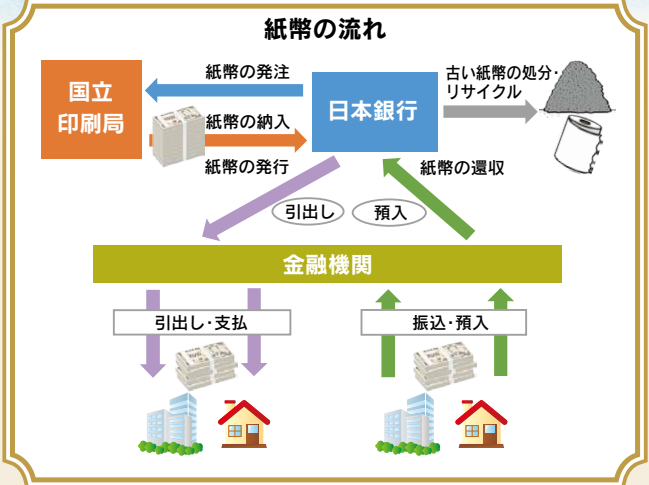 紙幣の流れ
国立
印刷局
紙幣の発注
紙幣の納入
日本銀行
古い紙幣の処分・
リサイクル
紙幣の発行
紙幣の還収
引出し
預入
金融機関
引出し・支払
振込・預入